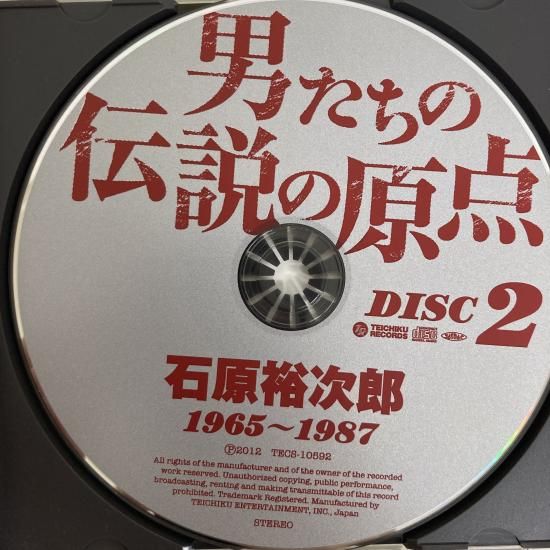 男たちの
伝説の原点
DISC 2
TEICHIKU
RECORDS
石原裕次郎
1965〜1987
Ⓟ2012 TECS-10592
All rights of the manufacturer and of the owner of the recorded
work reserved. Unauthorized copying, public performance,
broadcasting, renting and making transmittable of this record
prohibited. Trademark Registered. Manufactured by
TEICHIKU ENTERTAINMENT, INC., Japan
STEREO